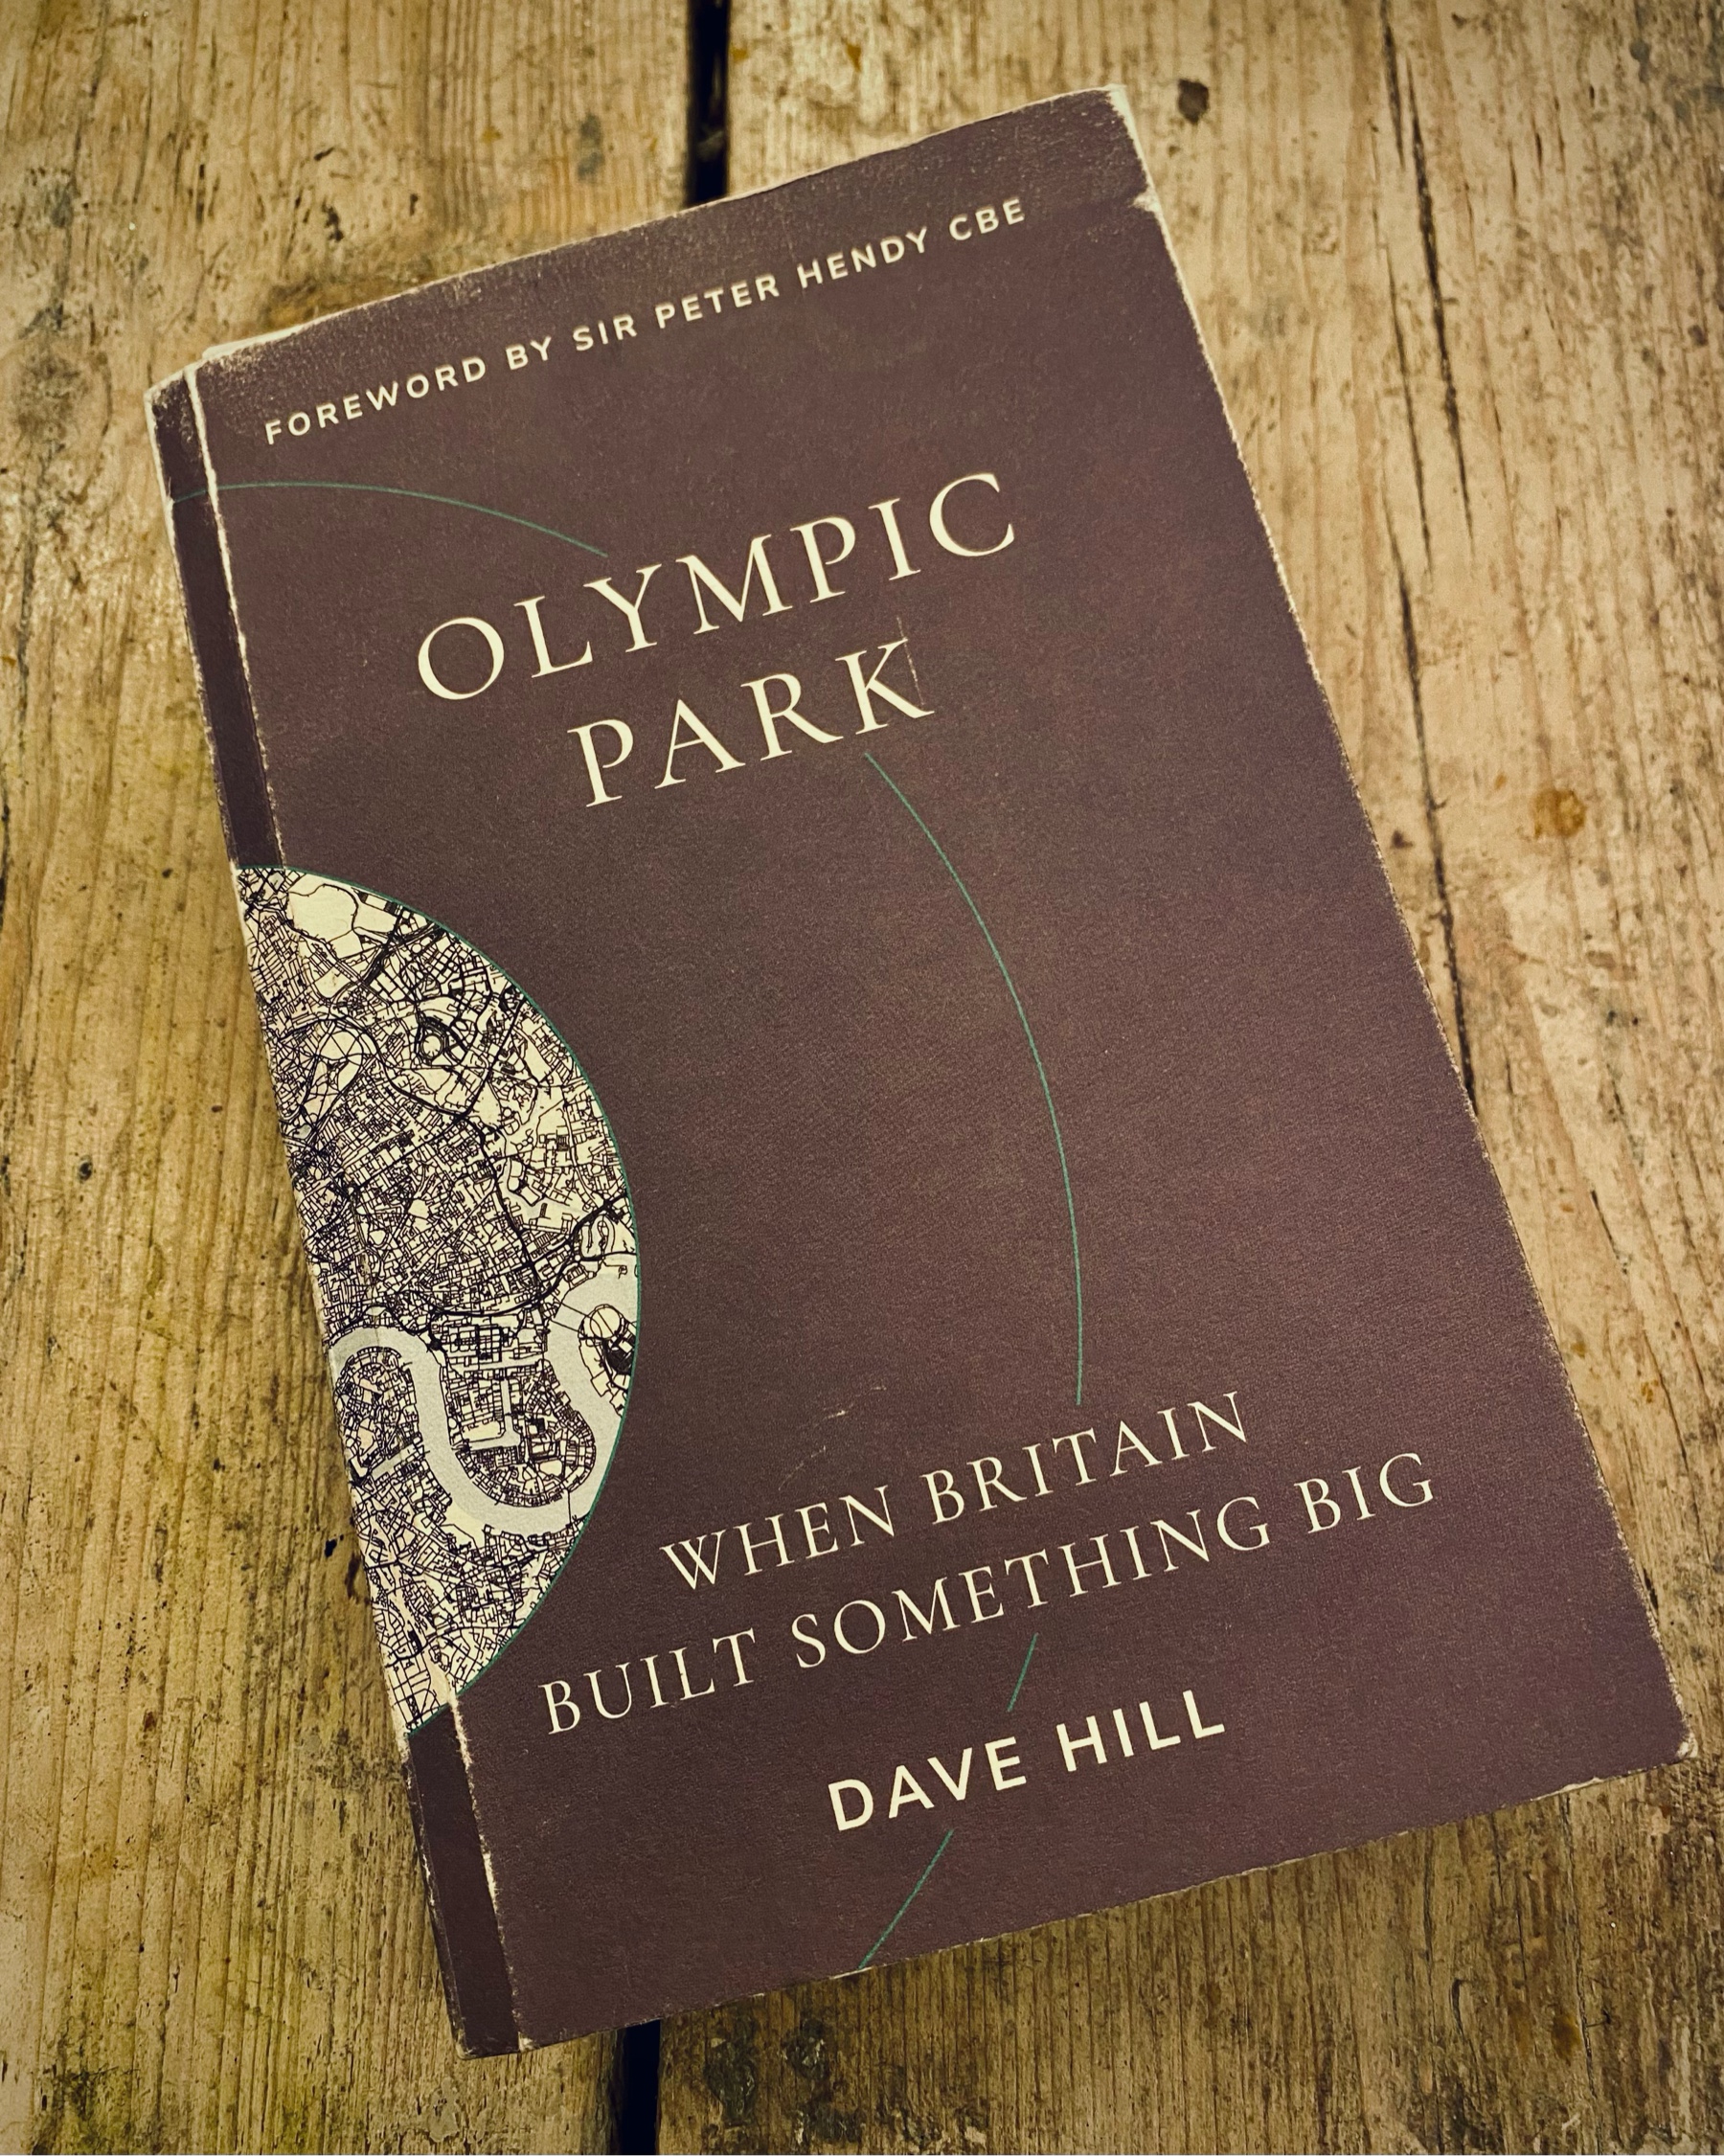 FOREWORD BY SIR PETER HENDY CBE
OLYMPIC
PARK
WHEN BRITAIN
BUILT SOMETHING BIG
DAVE HILL